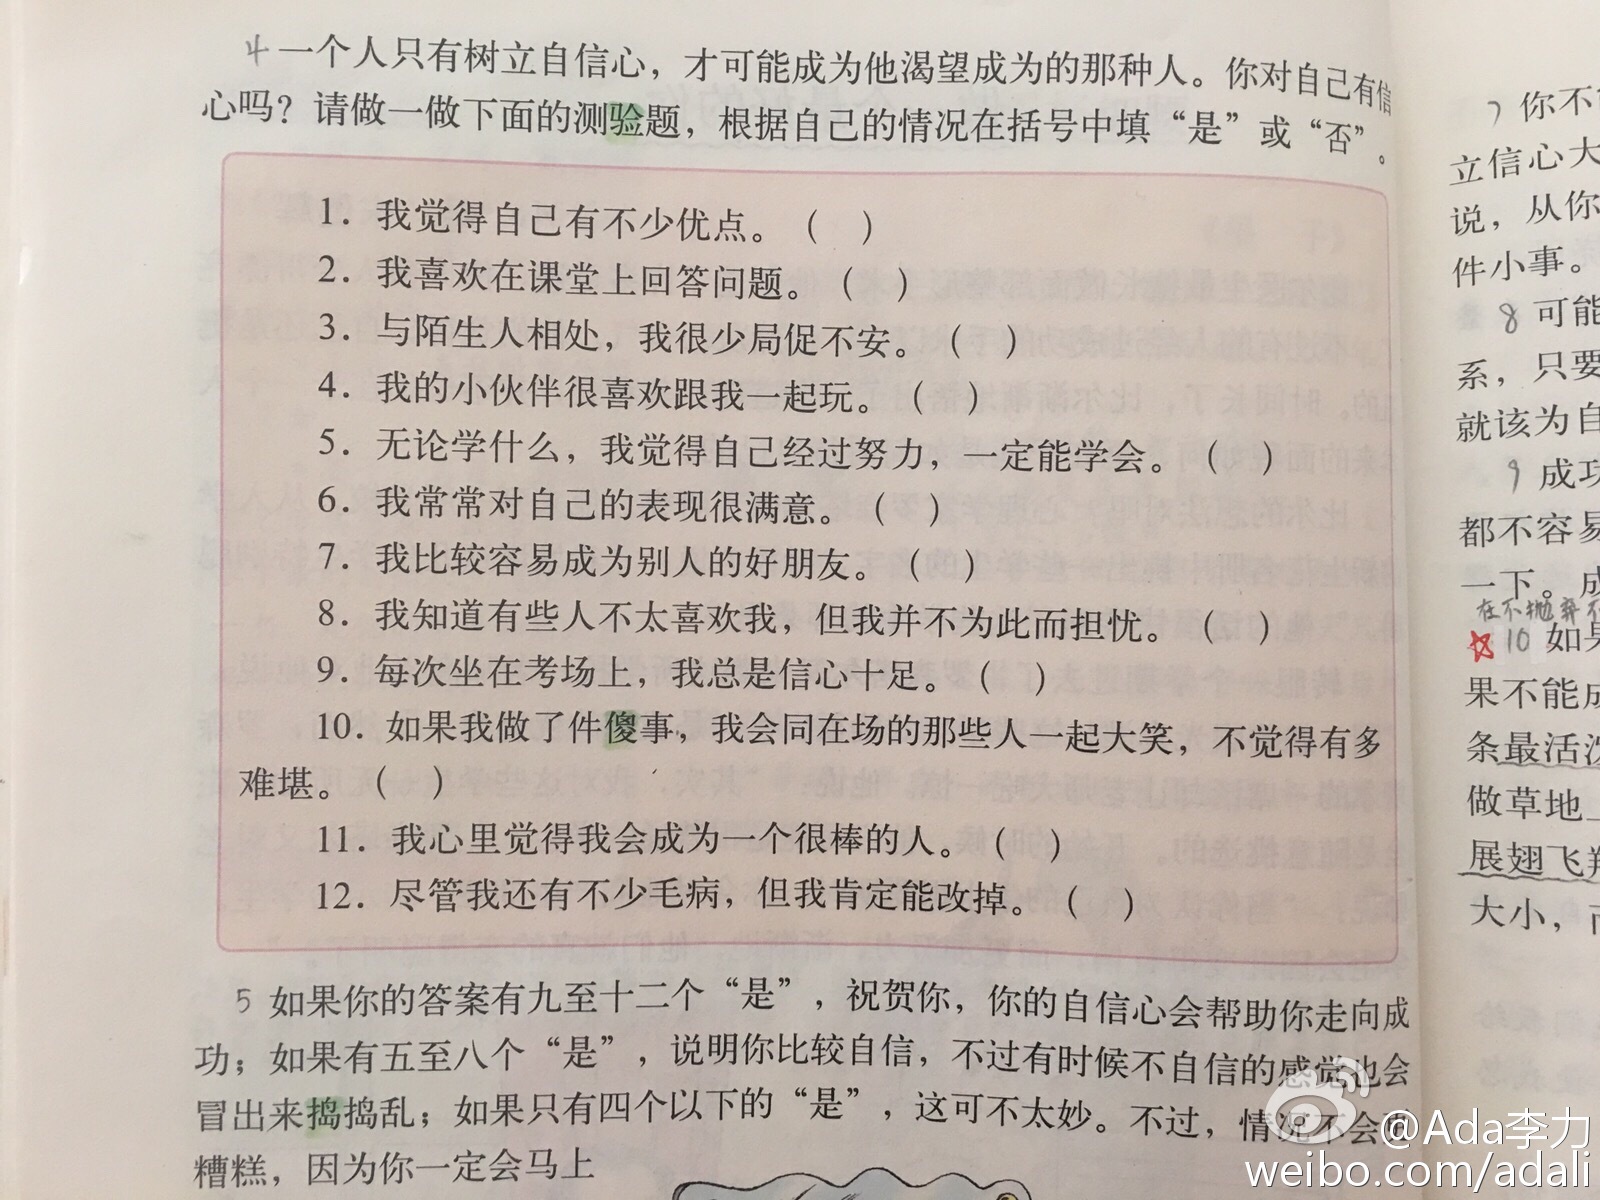 4 一个人只有树立自信心，才可能成为他渴望成为的那种人。你对自己有信
心吗？请做一做下面的测验题，根据自己的情况在括号中填“是”或“否”。
1．我觉得自己有不少优点。（ ）
2．我喜欢在课堂上回答问题。（ ）
3．与陌生人相处，我很少局促不安。（ ）
4．我的小伙伴很喜欢跟我一起玩。（ ）
5．无论学什么，我觉得自己经过努力，一定能学会。（ ）
6．我常常对自己的表现很满意。（ ）
7．我比较容易成为别人的好朋友。（ ）
8．我知道有些人不太喜欢我，但我并不为此而担忧。（ ）
9．每次坐在考场上，我总是信心十足。（ ）
10．如果我做了件傻事，我会同在场的那些人一起大笑，不觉得有多
难堪。（ ）
11．我心里觉得我会成为一个很棒的人。（ ）
12．尽管我还有不少毛病，但我肯定能改掉。（ ）
5 如果你的答案有九至十二个“是”，祝贺你，你的自信心会帮助你走向成
功；如果有五至八个“是”，说明你比较自信，不过有时候不自信的感觉也会
冒出来捣捣乱；如果只有四个以下的“是”，这可不太妙。不过，情况不会
糟糕，因为你一定会马上
7 你不
立信心大
说，从你
件小事。
8 可能
系，只要
就该为自
9 成功
都不容易
一下。成
在不抛弃不
10 如果
果不能成
条最活泼
做草地上
展翅飞翔
大小，而
@Ada李力
weibo.com/adali